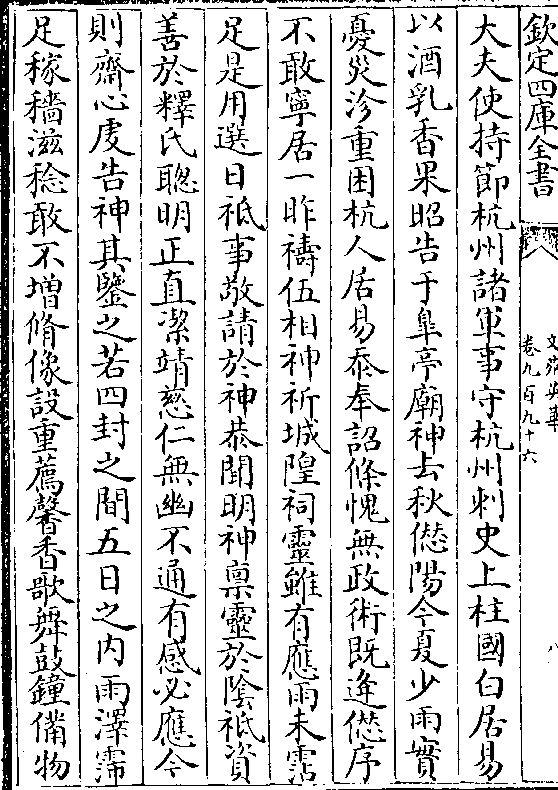 欽定四庫全書
文苑英華
卷九百九十六
八
大夫使持節杭州諸軍事守杭州刺史上柱國白居易
以酒乳香果昭告于臯亭廟神去秋愆陽今夏少雨實
憂災沴重困杭人居易忝奉詔條愧無政術既逢愆序
不敢寧居一昨禱伍相神祈城隍祠靈雖有應雨未霑
足是用選日祗事敬請於神恭聞明神禀靈於陰祗資
善於釋氏聰明正直潔靖慈仁無幽不通有感必應今
則齋心虔告神其鑒之若四封之間五日之内雨澤霈
足稼穡滋稔敢不增脩像設重薦馨香歌舞鼓鐘備物